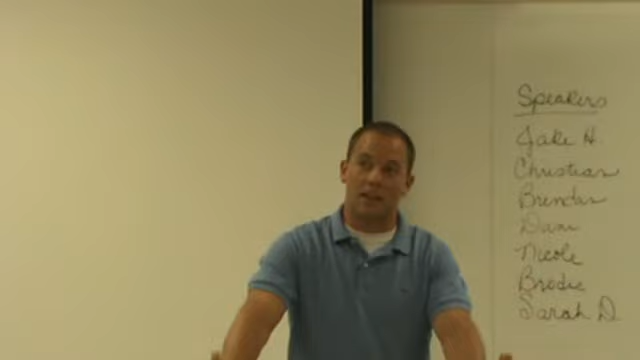 Speakers
Jake H.
Christian
Brendan
Dan
Nicole
Brodie
Sarah D.